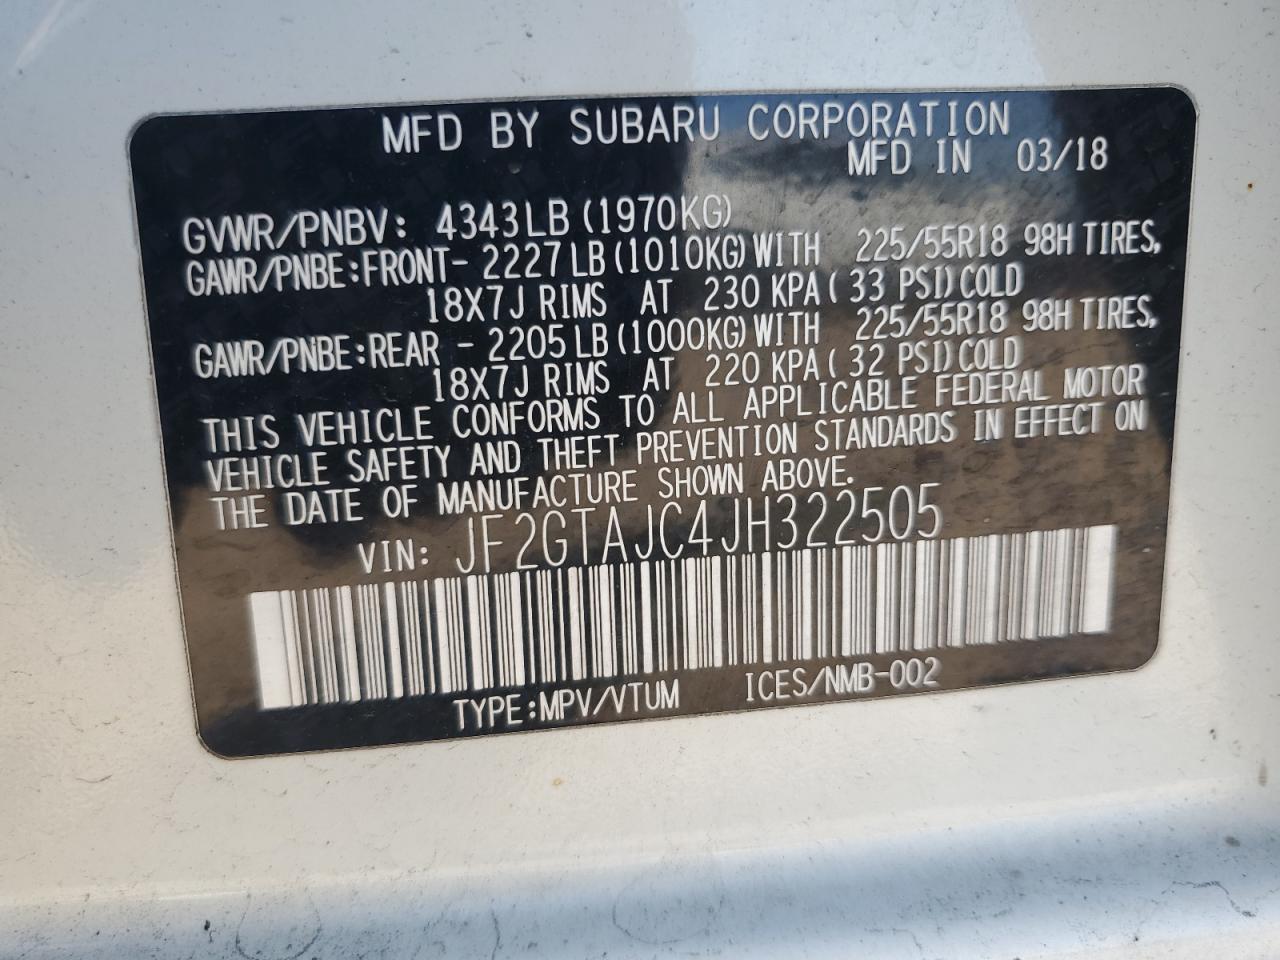 MFD BY SUBARU CORPORATION
MFD IN 03/18
GVWR/PNBV: 4343LB (1970KG)
GAWR/PNBE:FRONT- 2227LB(1010KG)WITH 225/55R18 98H TIRES,
18X7J RIMS AT 230 KPA( 33 PSI)COLD
GAWR/PNBE:REAR - 2205LB(1000KG)WITH 225/55R18 98H TIRES,
18X7J RIMS AT 220 KPA( 32 PSI)COLD
THIS VEHICLE CONFORMS TO ALL APPLICABLE FEDERAL MOTOR
VEHICLE SAFETY AND THEFT PREVENTION STANDARDS IN EFFECT ON
THE DATE OF MANUFACTURE SHOWN ABOVE.
VIN: JF2GTAJC4JH322505
TYPE:MPV/VTUM ICES/NMB-002